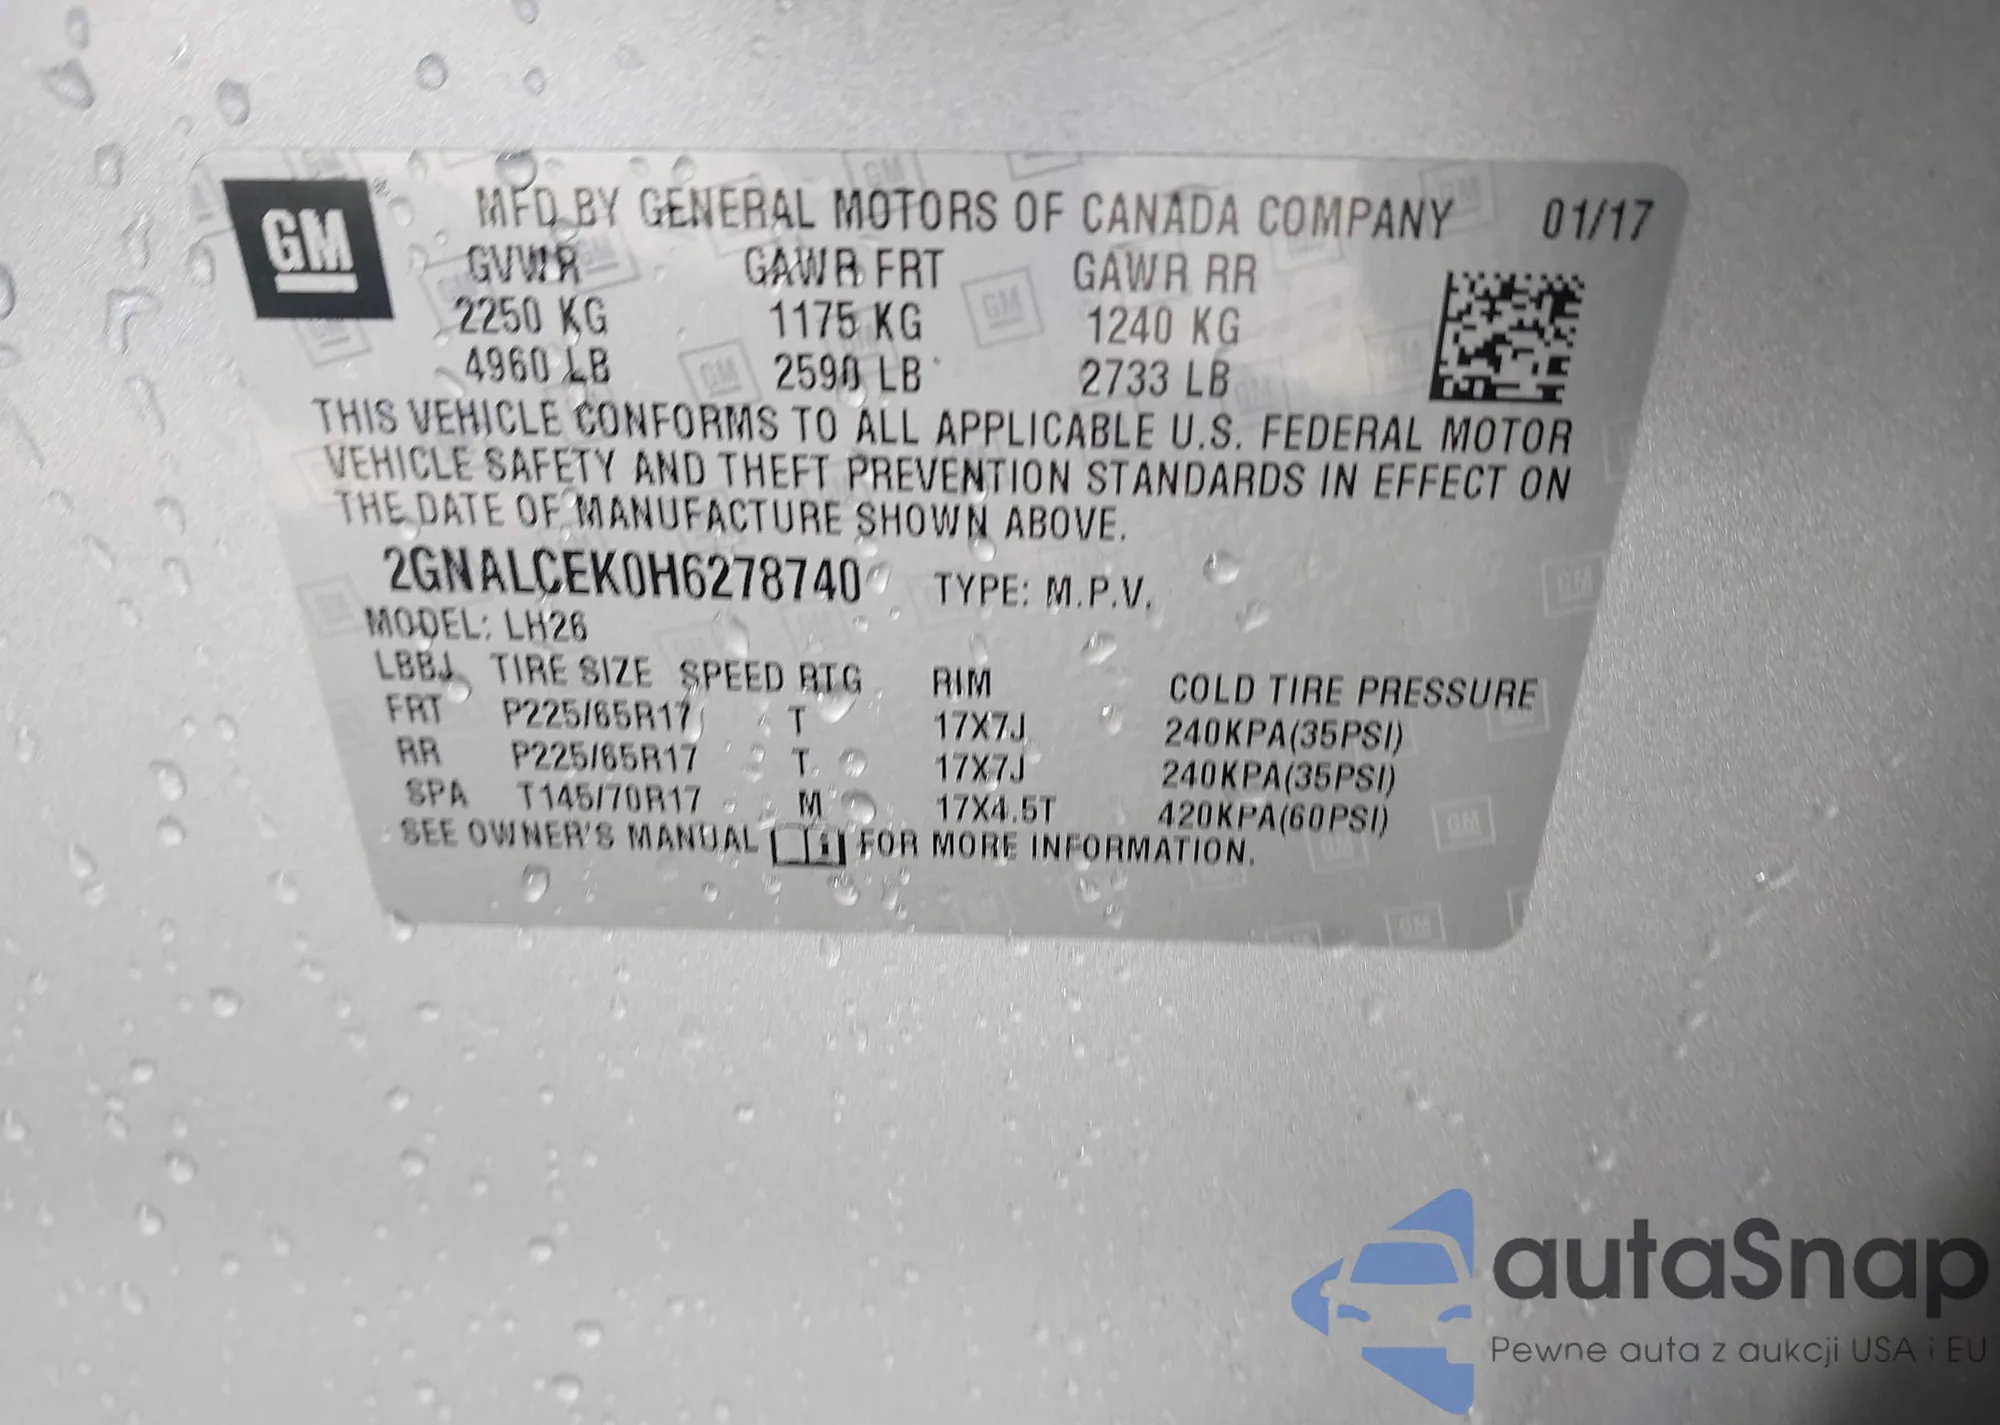 GM
MFD BY GENERAL MOTORS OF CANADA COMPANY 01/17
GVWR GAWR FRT GAWR RR
2250 KG 1175 KG 1240 KG
4960 LB 2590 LB 2733 LB
THIS VEHICLE CONFORMS TO ALL APPLICABLE U.S. FEDERAL MOTOR
VEHICLE SAFETY AND THEFT PREVENTION STANDARDS IN EFFECT ON
THE DATE OF MANUFACTURE SHOWN ABOVE.
2GNALCEK0H6278740 TYPE: M.P.V.
MODEL: LH26
LBBJ TIRE SIZE SPEED RTG RIM COLD TIRE PRESSURE
FRT P225/65R17 T 17X7J 240KPA(35PSI)
RR P225/65R17 T 17X7J 240KPA(35PSI)
SPA T145/70R17 M 17X4.5T 420KPA(60PSI)
SEE OWNER'S MANUAL FOR MORE INFORMATION.
autaSnap
Pewne auta z aukcji USA i EU